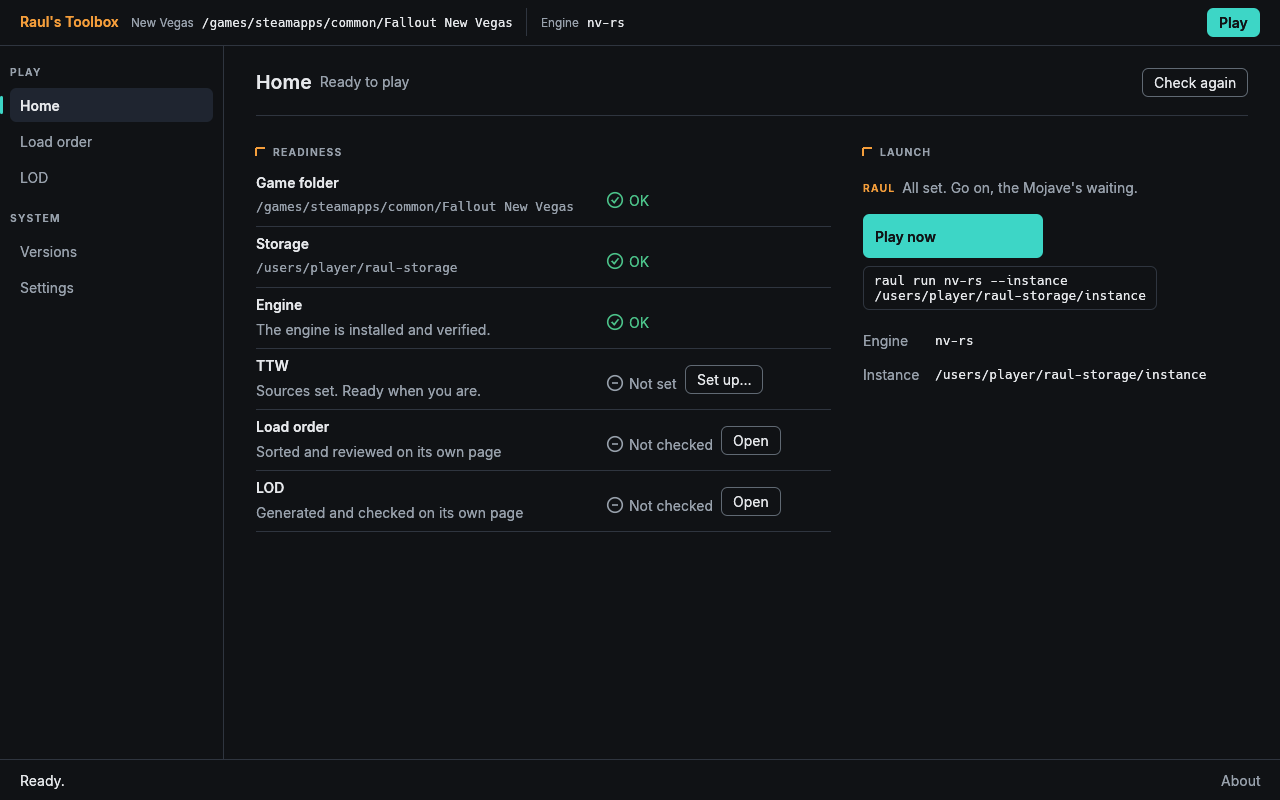 Raul's Toolbox New Vegas /games/steamapps/common/Fallout New Vegas Engine nv-rs Play
PLAY
Home
Load order
LOD
SYSTEM
Versions
Settings
Home Ready to play Check again
READINESS
Game folder
/games/steamapps/common/Fallout New Vegas OK
Storage
/users/player/raul-storage OK
Engine
The engine is installed and verified. OK
TTW
Sources set. Ready when you are. Not set Set up...
Load order
Sorted and reviewed on its own page Not checked Open
LOD
Generated and checked on its own page Not checked Open
LAUNCH
RAUL All set. Go on, the Mojave's waiting.
Play now
raul run nv-rs --instance
/users/player/raul-storage/instance
Engine nv-rs
Instance /users/player/raul-storage/instance
Ready. About